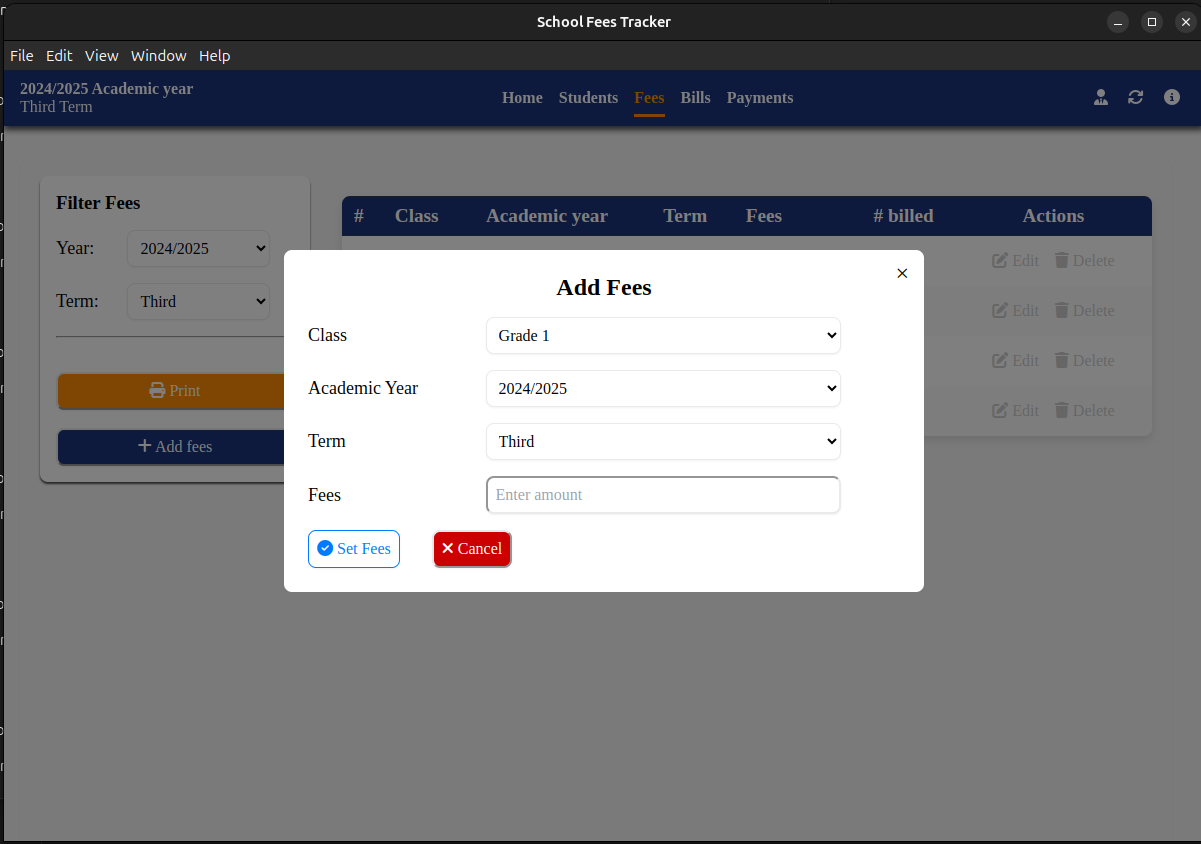 School Fees Tracker
File Edit View Window Help
2024/2025 Academic year
Third Term
Home Students Fees Bills Payments
Filter Fees
Year: 2024/2025
Term: Third
Print
Add fees
# Class Academic year Term Fees # billed Actions
Edit Delete
Edit Delete
Edit Delete
Edit Delete
Add Fees
Class Grade 1
Academic Year 2024/2025
Term Third
Fees Enter amount
Set Fees Cancel